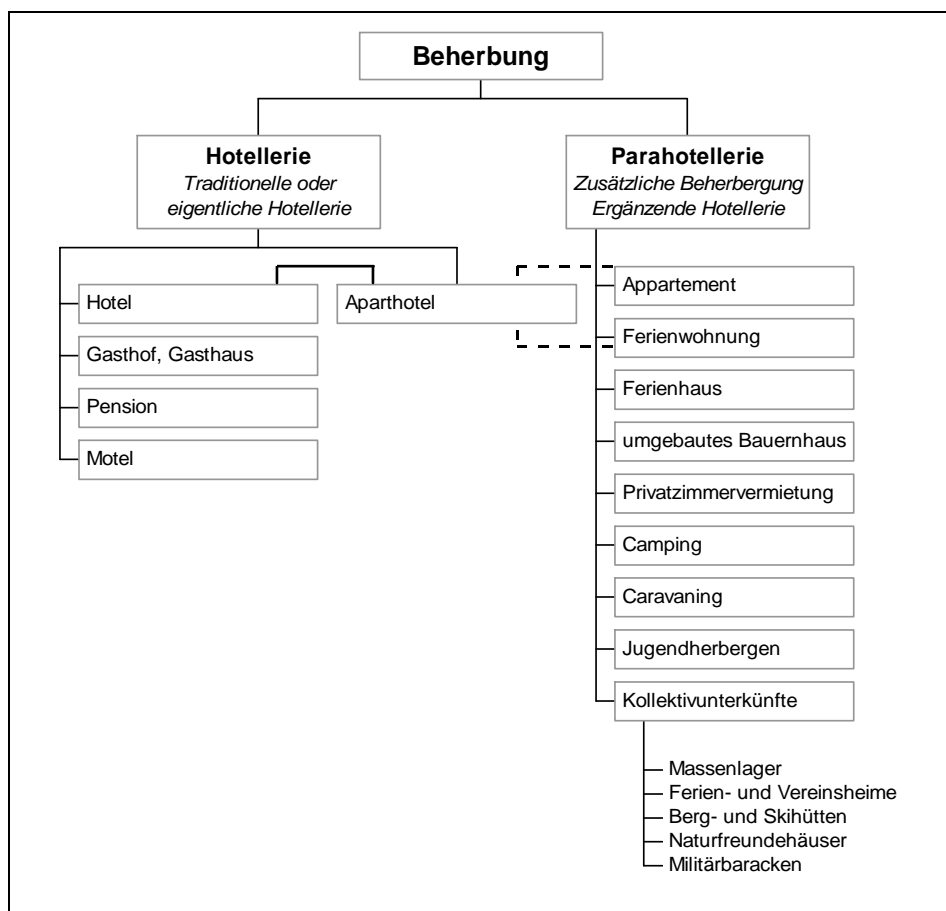 Beherbung
Hotellerie
Traditionelle oder
eigentliche Hotellerie
Parahotellerie
Zusätzliche Beherbergung
Ergänzende Hotellerie
Hotel
Aparthotel
Gasthof, Gasthaus
Pension
Motel
Appartement
Ferienwohnung
Ferienhaus
umgebautes Bauernhaus
Privatzimmervermietung
Camping
Caravaning
Jugendherbergen
Kollektivunterkünfte
Massenlager
Ferien- und Vereinsheime
Berg- und Skihütten
Naturfreundehäuser
Militärbaracken